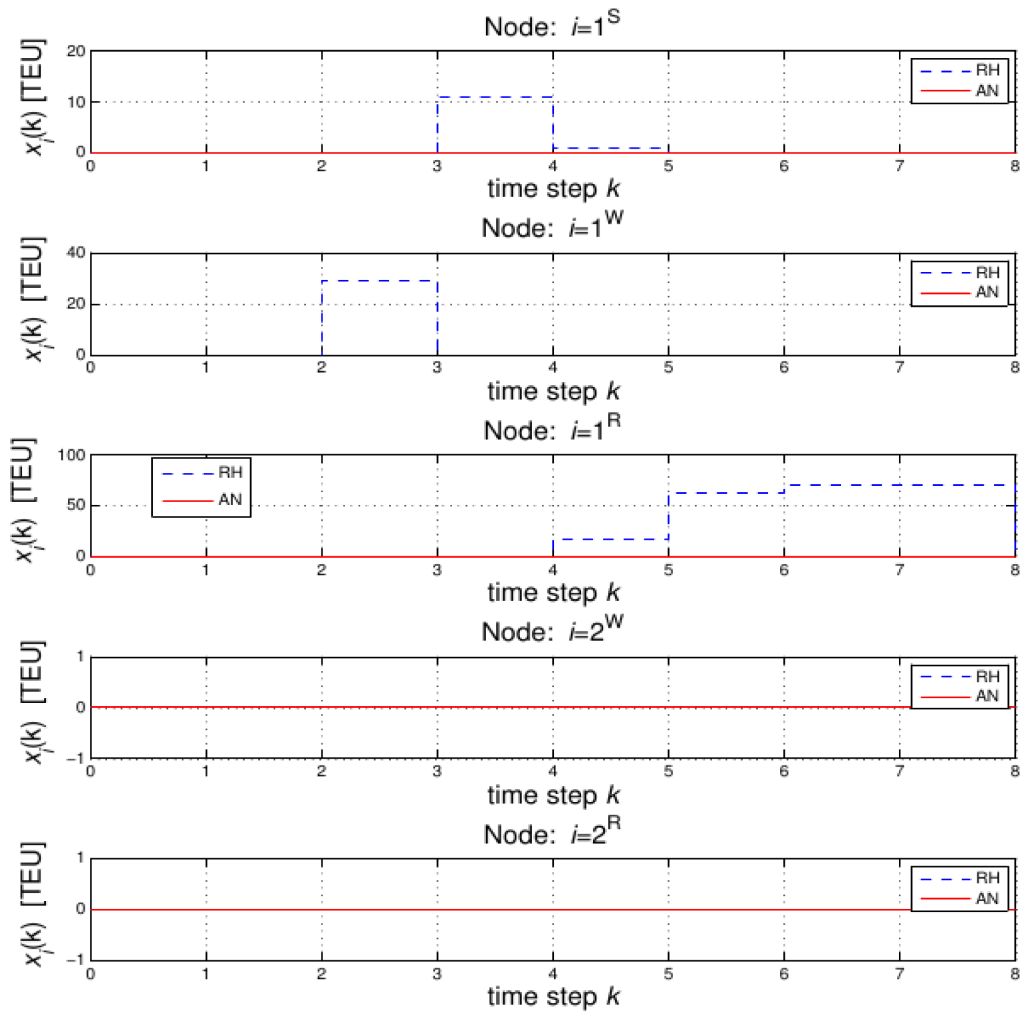 Node: i=1^S
x_i(k) [TEU]
20
10
0
RH
AN
0 1 2 3 4 5 6 7 8
time step k
Node: i=1^W
x_i(k) [TEU]
40
20
0
RH
AN
0 1 2 3 4 5 6 7 8
time step k
Node: i=1^R
x_i(k) [TEU]
100
50
0
RH
AN
0 1 2 3 4 5 6 7 8
time step k
Node: i=2^W
x_i(k) [TEU]
1
0
−1
RH
AN
0 1 2 3 4 5 6 7 8
time step k
Node: i=2^R
x_i(k) [TEU]
1
0
−1
RH
AN
0 1 2 3 4 5 6 7 8
time step k